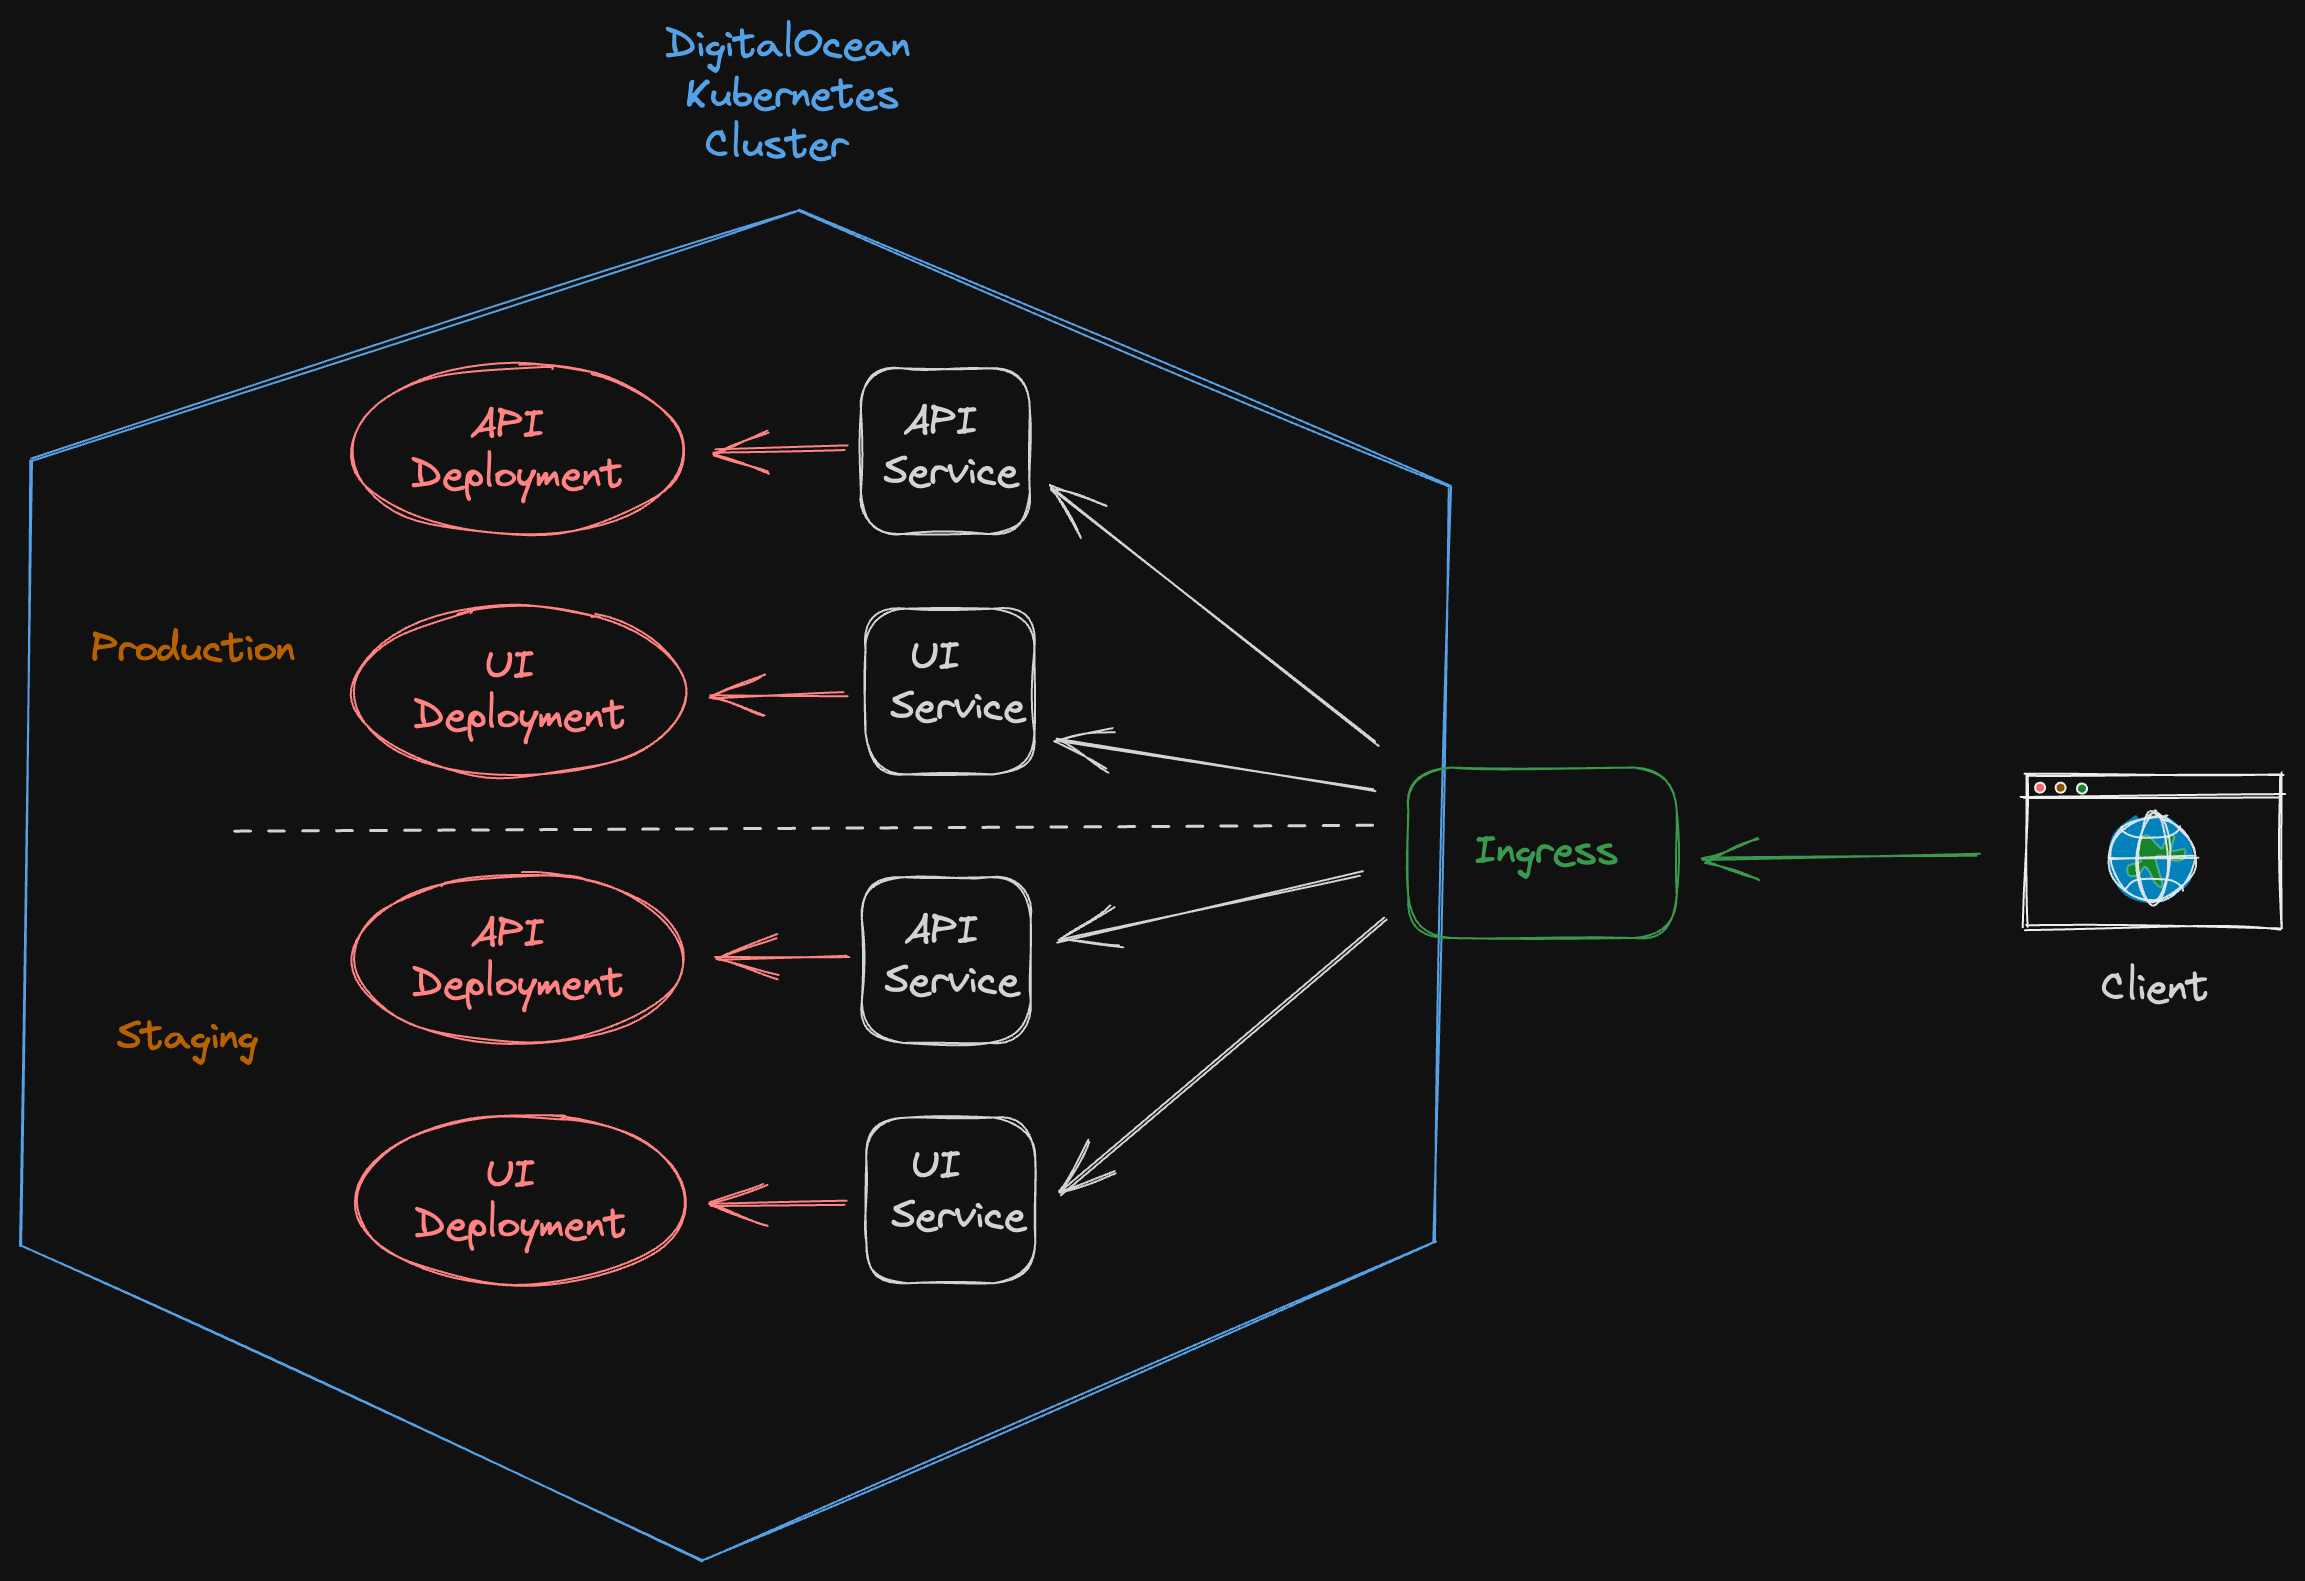 DigitalOcean
Kubernetes
Cluster
API
Deployment
API
Service
Production
UI
Deployment
UI
Service
Ingress
Client
Staging
API
Deployment
API
Service
UI
Deployment
UI
Service